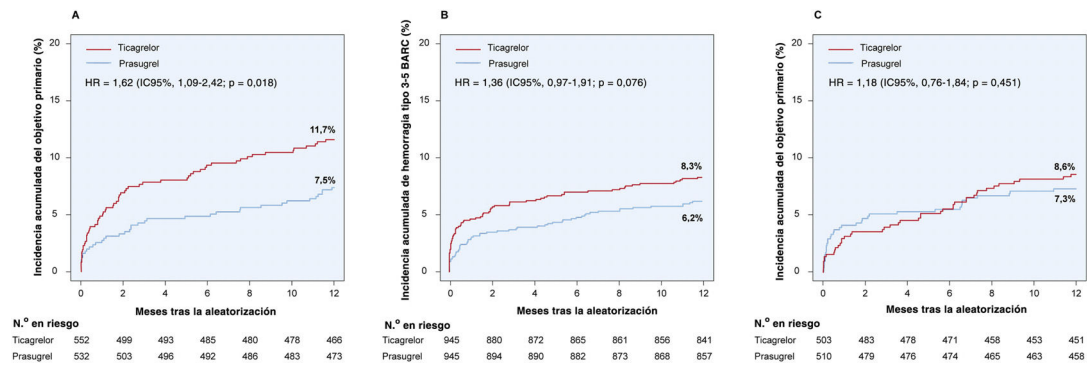 A
Incidencia acumulada del objetivo primario (%)
20
15
10
5
0
Ticagrelor
Prasugrel
HR = 1,62 (IC95%, 1,09-2,42; p = 0,018)
11,7%
7,5%
0 2 4 6 8 10 12
Meses tras la aleatorización
N.º en riesgo
Ticagrelor 552 499 493 485 480 478 466
Prasugrel 532 503 496 492 486 483 473
B
Incidencia acumulada de hemorragia tipo 3-5 BARC (%)
20
15
10
5
0
Ticagrelor
Prasugrel
HR = 1,36 (IC95%, 0,97-1,91; p = 0,076)
8,3%
6,2%
0 2 4 6 8 10 12
Meses tras la aleatorización
N.º en riesgo
945 880 872 865 861 856 841
945 894 890 882 873 868 857
C
Incidencia acumulada del objetivo primario (%)
20
15
10
5
0
Ticagrelor
Prasugrel
HR = 1,18 (IC95%, 0,76-1,84; p = 0,451)
8,6%
7,3%
0 2 4 6 8 10 12
Meses tras la aleatorización
N.º en riesgo
Ticagrelor 503 483 478 471 458 453 451
Prasugrel 510 479 476 474 465 463 458